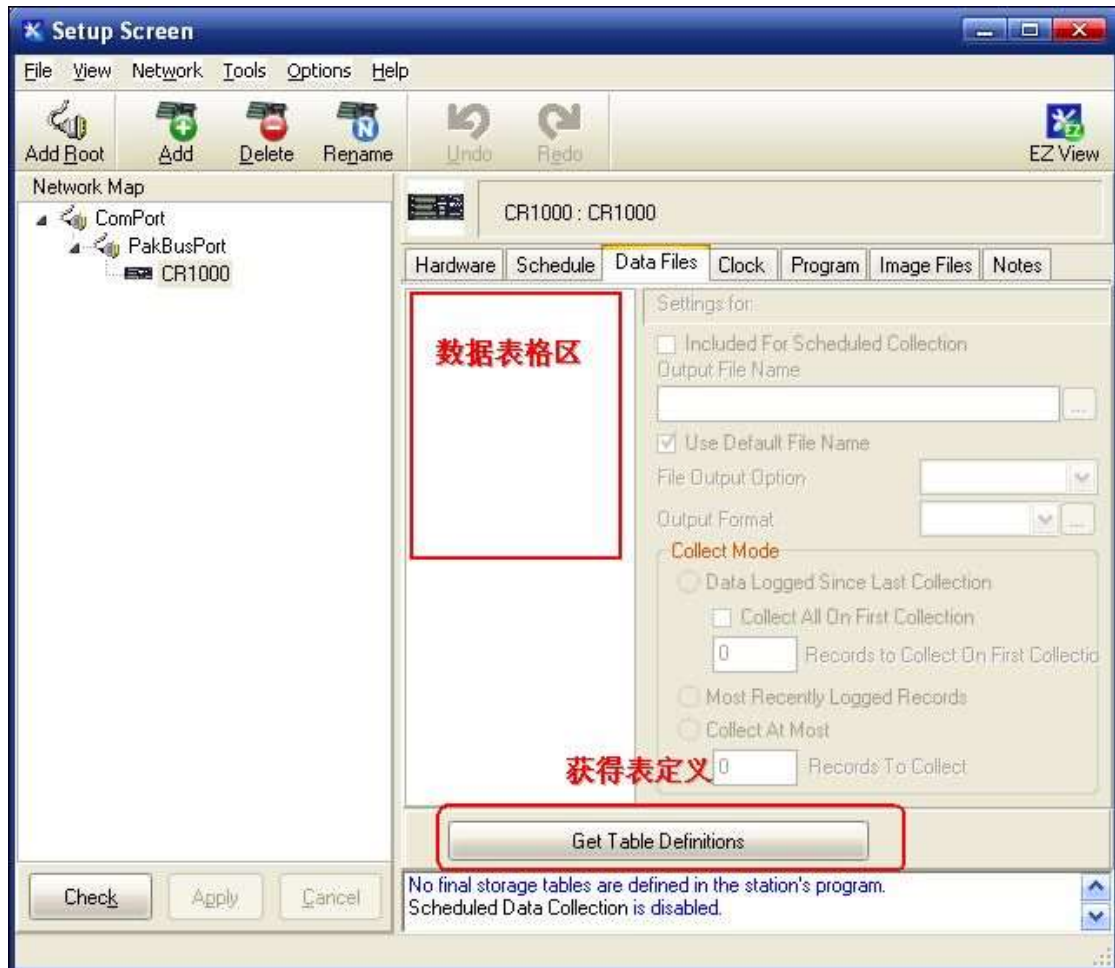 Setup Screen
File View Network Tools Options Help
Add Root Add Delete Rename Undo Redo EZ View
Network Map
ComPort
PakBusPort
CR1000
CR1000 : CR1000
Hardware Schedule Data Files Clock Program Image Files Notes
数据表格区
Settings for:
Included For Scheduled Collection
Output File Name
...
Use Default File Name
File Output Option
Output Format
...
Collect Mode
Data Logged Since Last Collection
Collect All On First Collection
0 Records to Collect On First Collectio
Most Recently Logged Records
Collect At Most
获得表定义
0 Records To Collect
Get Table Definitions
Check Apply Cancel
No final storage tables are defined in the station's program.
Scheduled Data Collection is disabled.